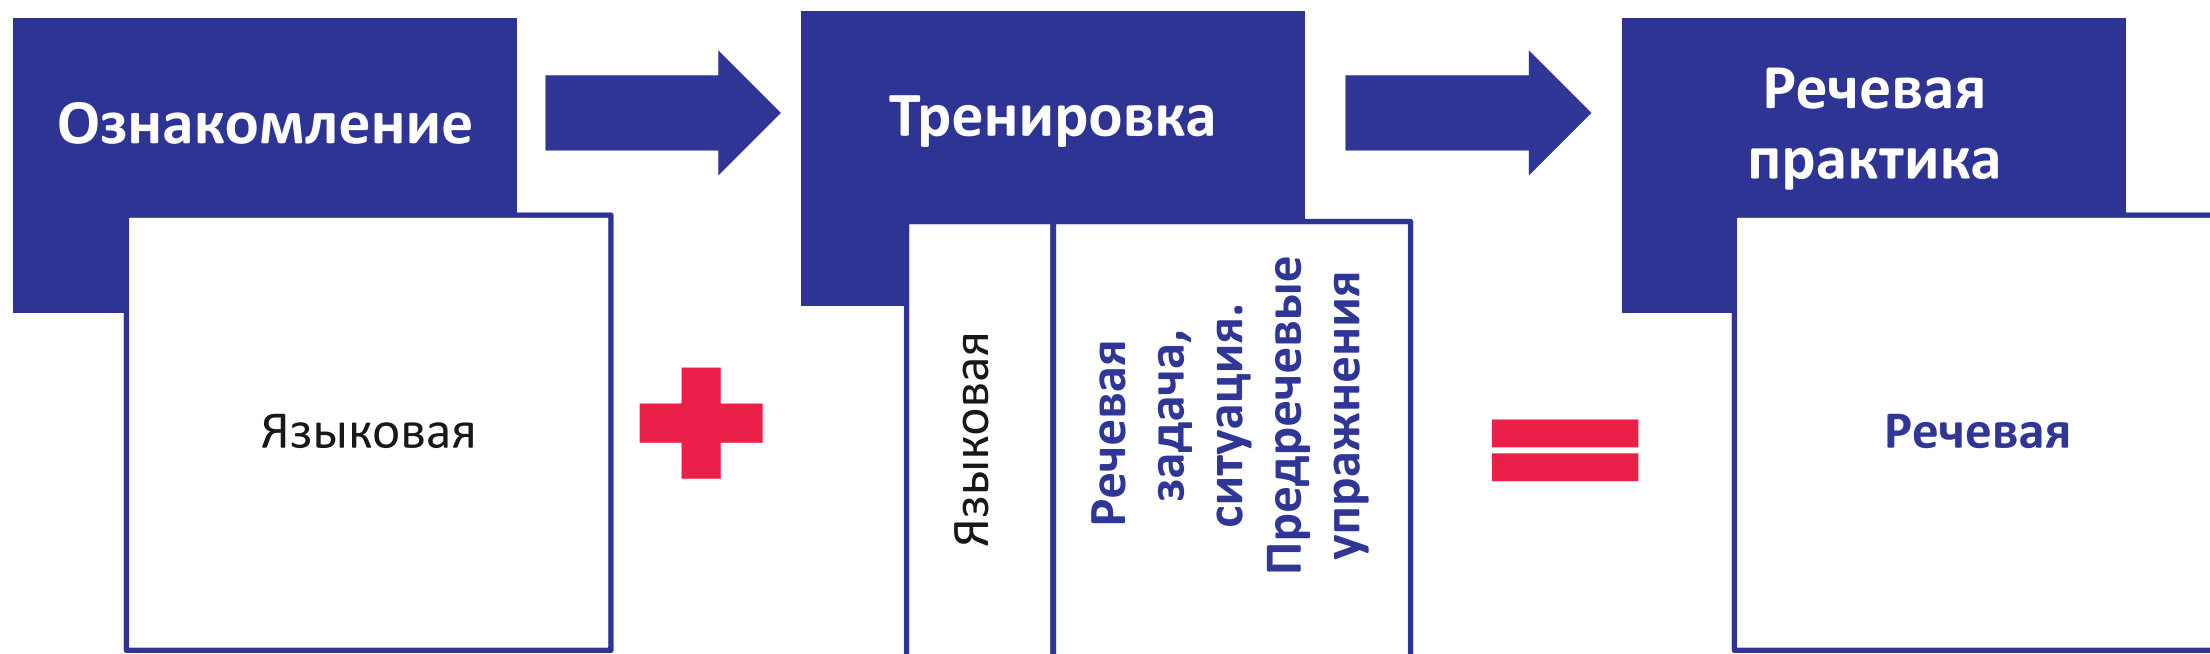 Ознакомление
Языковая
Тренировка
Языковая
Речевая
задача,
ситуация.
Предречевые
упражнения
Речевая
практика
Речевая